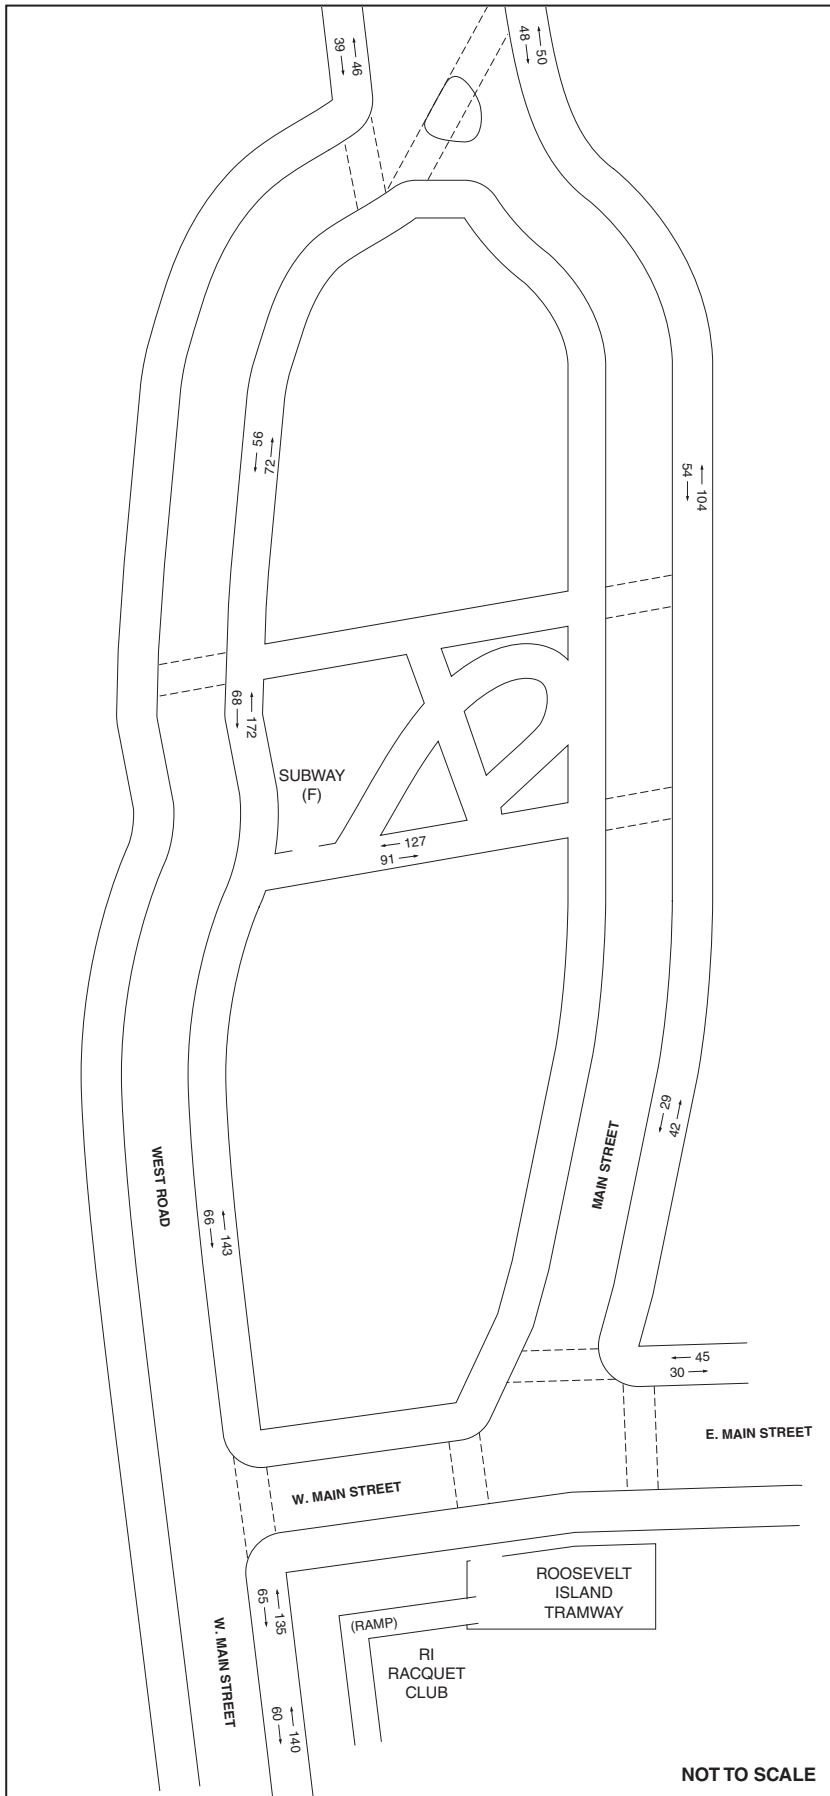 39
46
48
50
56
72
54
104
68
172
SUBWAY
(F)
127
91
29
42
WEST ROAD
MAIN STREET
66
143
45
30
E. MAIN STREET
W. MAIN STREET
ROOSEVELT
ISLAND
TRAMWAY
65
135
(RAMP)
RI
RACQUET
CLUB
W. MAIN STREET
60
140
NOT TO SCALE